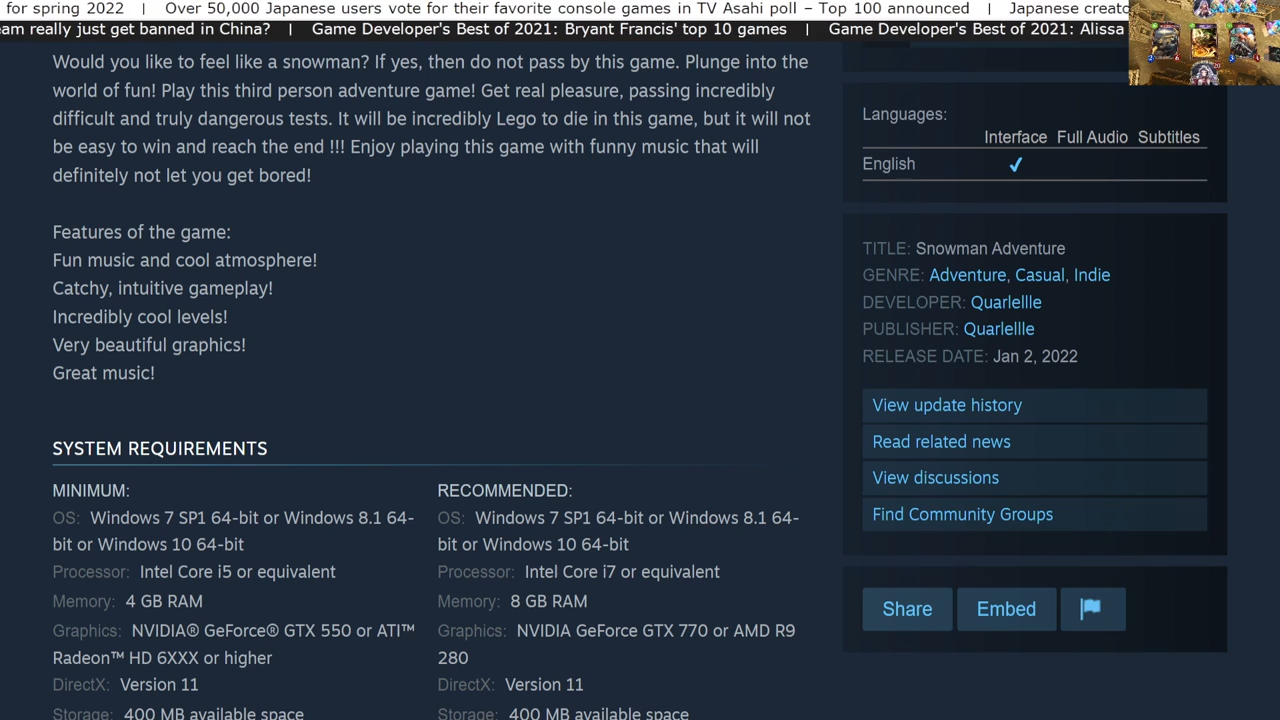 for spring 2022 | Over 50,000 Japanese users vote for their favorite console games in TV Asahi poll – Top 100 announced | Japanese creato
eam really just get banned in China? | Game Developer's Best of 2021: Bryant Francis' top 10 games | Game Developer's Best of 2021: Alissa
Would you like to feel like a snowman? If yes, then do not pass by this game. Plunge into the
world of fun! Play this third person adventure game! Get real pleasure, passing incredibly
difficult and truly dangerous tests. It will be incredibly Lego to die in this game, but it will not
be easy to win and reach the end !!! Enjoy playing this game with funny music that will
definitely not let you get bored!
Features of the game:
Fun music and cool atmosphere!
Catchy, intuitive gameplay!
Incredibly cool levels!
Very beautiful graphics!
Great music!
SYSTEM REQUIREMENTS
MINIMUM:
OS: Windows 7 SP1 64-bit or Windows 8.1 64-
bit or Windows 10 64-bit
Processor: Intel Core i5 or equivalent
Memory: 4 GB RAM
Graphics: NVIDIA® GeForce® GTX 550 or ATI™
Radeon™ HD 6XXX or higher
DirectX: Version 11
Storage: 400 MB available space
RECOMMENDED:
OS: Windows 7 SP1 64-bit or Windows 8.1 64-
bit or Windows 10 64-bit
Processor: Intel Core i7 or equivalent
Memory: 8 GB RAM
Graphics: NVIDIA GeForce GTX 770 or AMD R9
280
DirectX: Version 11
Storage: 400 MB available space
Languages:
Interface Full Audio Subtitles
English ✔
TITLE: Snowman Adventure
GENRE: Adventure, Casual, Indie
DEVELOPER: Quarlellle
PUBLISHER: Quarlellle
RELEASE DATE: Jan 2, 2022
View update history
Read related news
View discussions
Find Community Groups
Share Embed